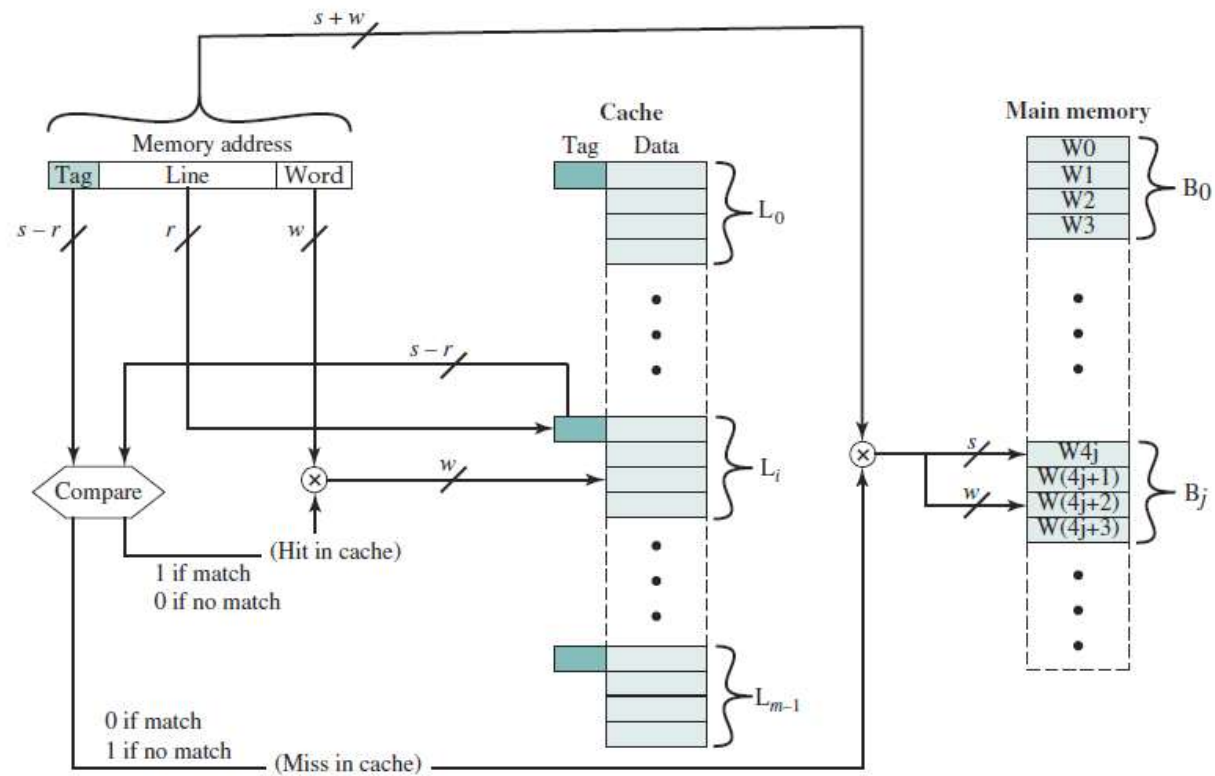 s + w
Memory address
Tag Line Word
s – r
r
w
Cache
Tag Data
L0
s – r
Li
w
Compare
(Hit in cache)
1 if match
0 if no match
Lm–1
0 if match
1 if no match
(Miss in cache)
Main memory
W0
W1
W2
W3
B0
s
w
W4j
W(4j+1)
W(4j+2)
W(4j+3)
Bj